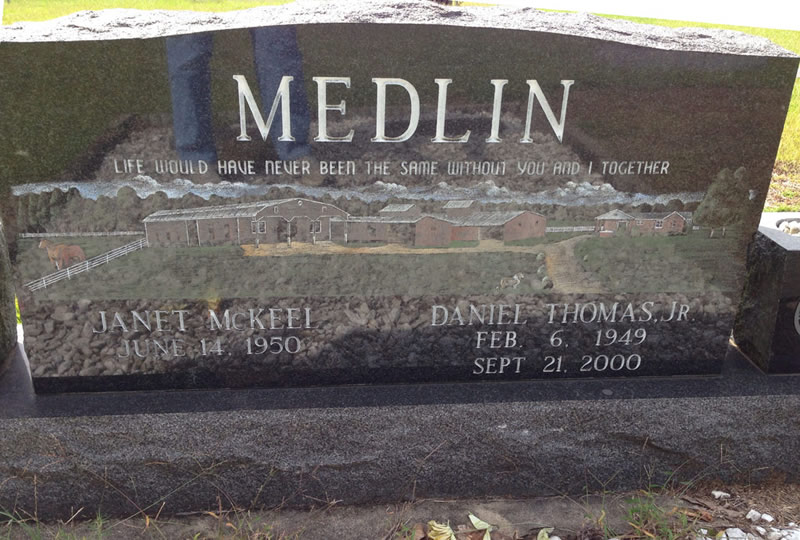 MEDLIN
LIFE WOULD HAVE NEVER BEEN THE SAME WITHOUT YOU AND I TOGETHER
JANET McKEEL
JUNE 14, 1950
DANIEL THOMAS, JR
FEB. 6, 1949
SEPT 21, 2000